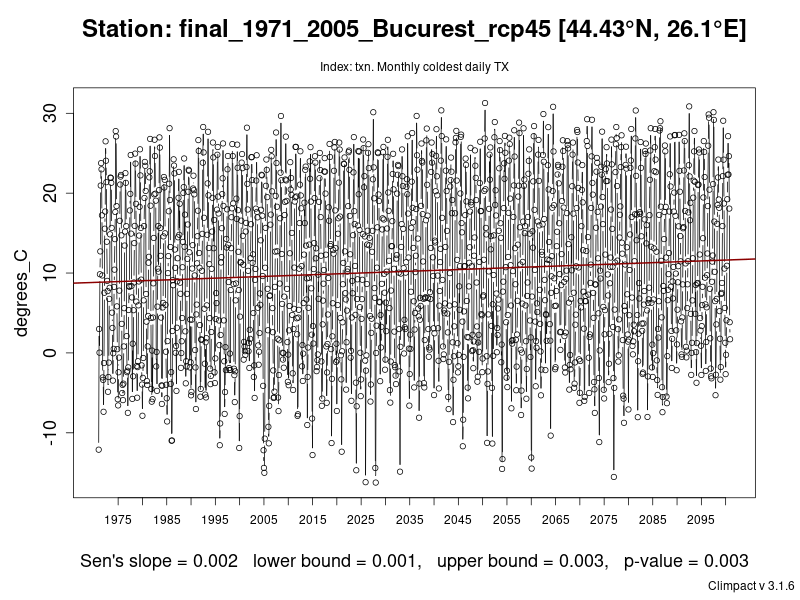 Station: final_1971_2005_Bucurest_rcp45 [44.43°N, 26.1°E]
Index: txn. Monthly coldest daily TX
degrees_C
30
20
10
0
-10
1975 1985 1995 2005 2015 2025 2035 2045 2055 2065 2075 2085 2095
Sen's slope = 0.002 lower bound = 0.001, upper bound = 0.003, p-value = 0.003
Climpact v 3.1.6